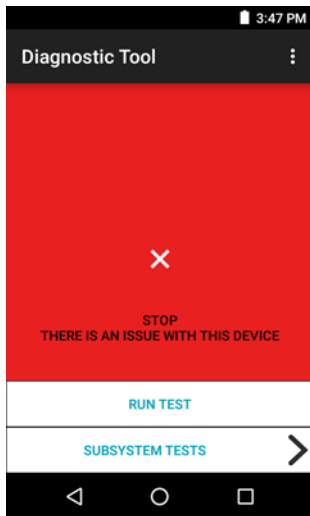 3:47 PM
Diagnostic Tool
STOP
THERE IS AN ISSUE WITH THIS DEVICE
RUN TEST
SUBSYSTEM TESTS